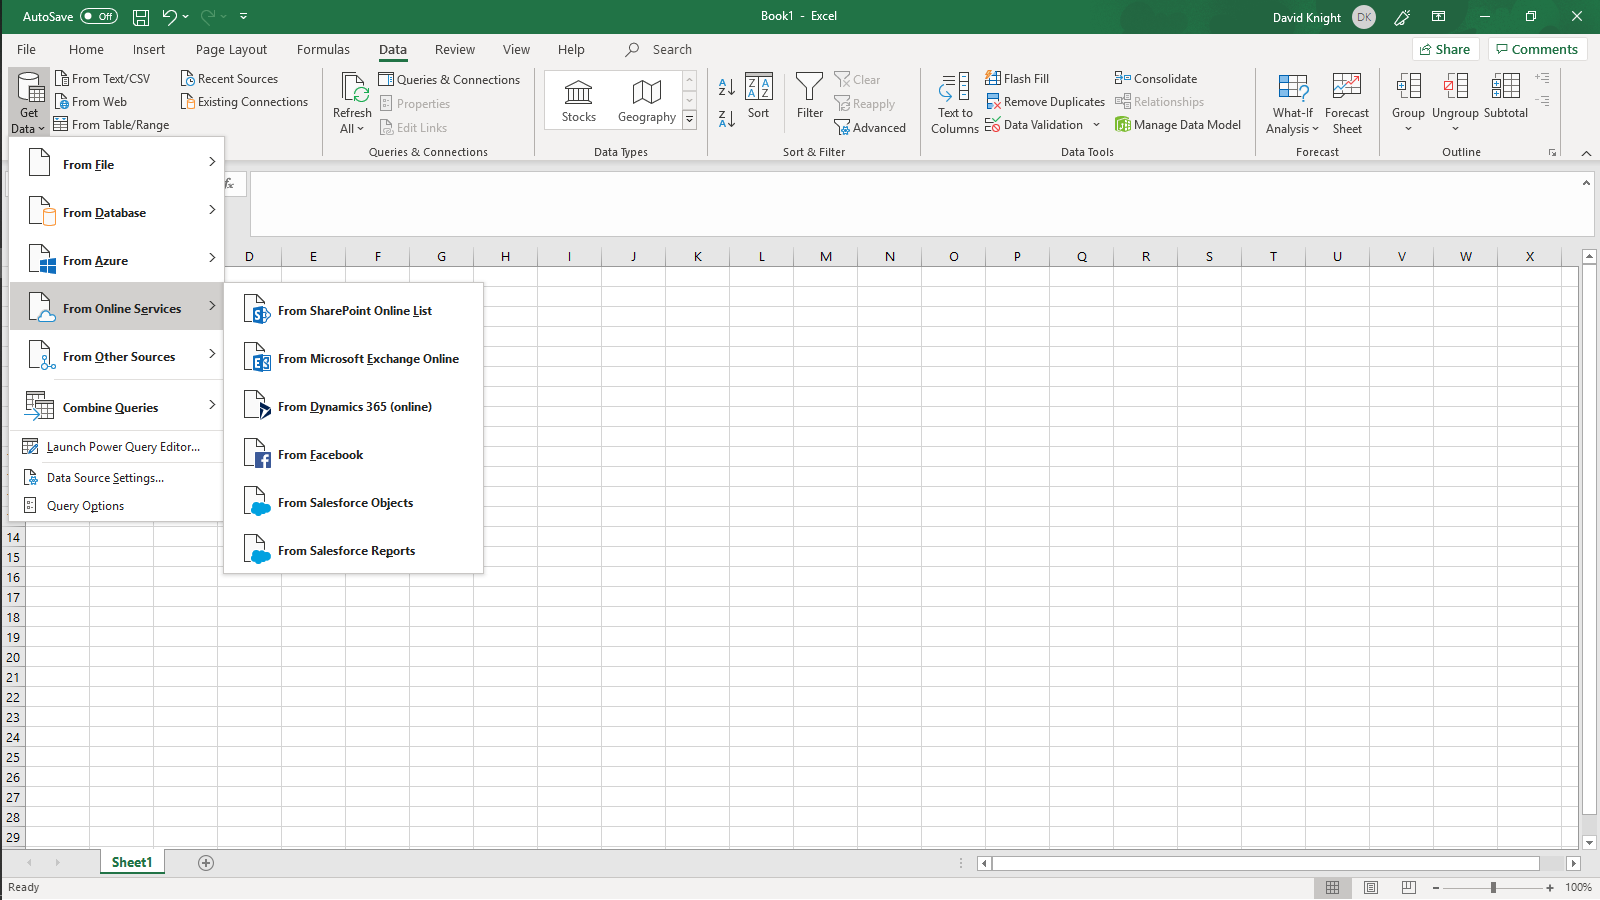 AutoSave Off
Book1 - Excel
David Knight DK
File Home Insert Page Layout Formulas Data Review View Help Search
Share Comments
Get Data
From Text/CSV
From Web
From Table/Range
Recent Sources
Existing Connections
Refresh All
Queries & Connections
Properties
Edit Links
Queries & Connections
Stocks Geography
Data Types
Sort
Filter
Clear
Reapply
Advanced
Sort & Filter
Text to Columns
Flash Fill
Remove Duplicates
Data Validation
Consolidate
Relationships
Manage Data Model
Data Tools
What-If Analysis
Forecast Sheet
Forecast
Group Ungroup Subtotal
Outline
fx
From File
From Database
From Azure
From Online Services
From Other Sources
Combine Queries
Launch Power Query Editor...
Data Source Settings...
Query Options
From SharePoint Online List
From Microsoft Exchange Online
From Dynamics 365 (online)
From Facebook
From Salesforce Objects
From Salesforce Reports
D E F G H I J K L M N O P Q R S T U V W X
14
15
16
17
18
19
20
21
22
23
24
25
26
27
28
29
Sheet1
Ready
100%